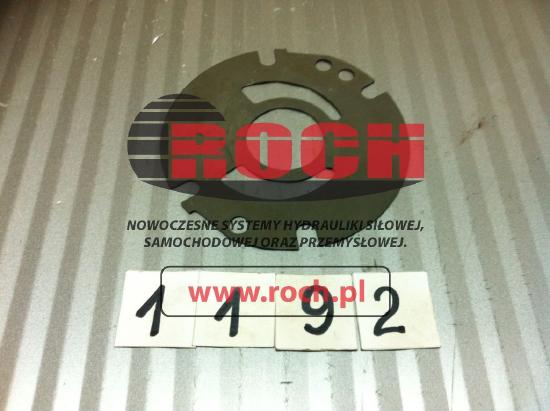 ROCH
NOWOCZESNE SYSTEMY HYDRAULIKI SIŁOWEJ,
SAMOCHODOWEJ ORAZ PRZEMYSŁOWEJ.
www.roch.pl
1 1 9 2